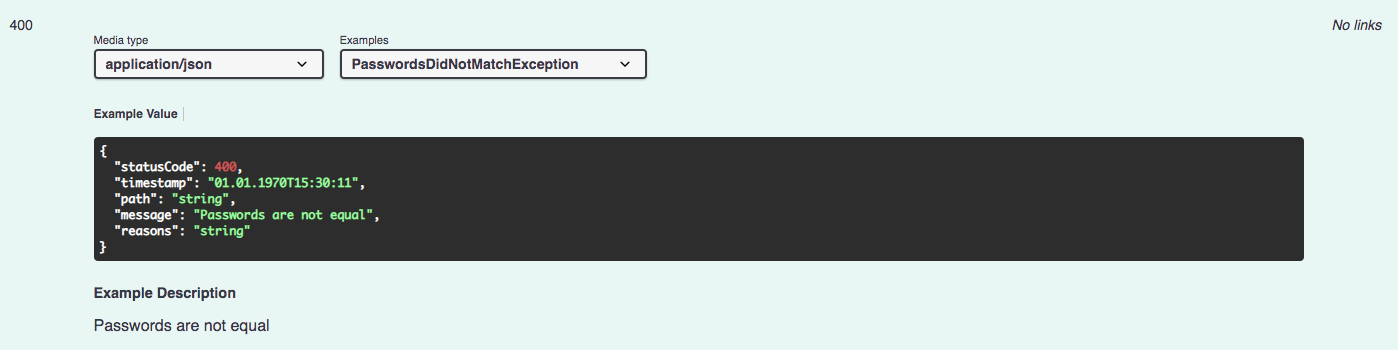 400
No links
Media type
Examples
application/json
PasswordsDidNotMatchException
Example Value
{
"statusCode": 400,
"timestamp": "01.01.1970T15:30:11",
"path": "string",
"message": "Passwords are not equal",
"reasons": "string"
}
Example Description
Passwords are not equal